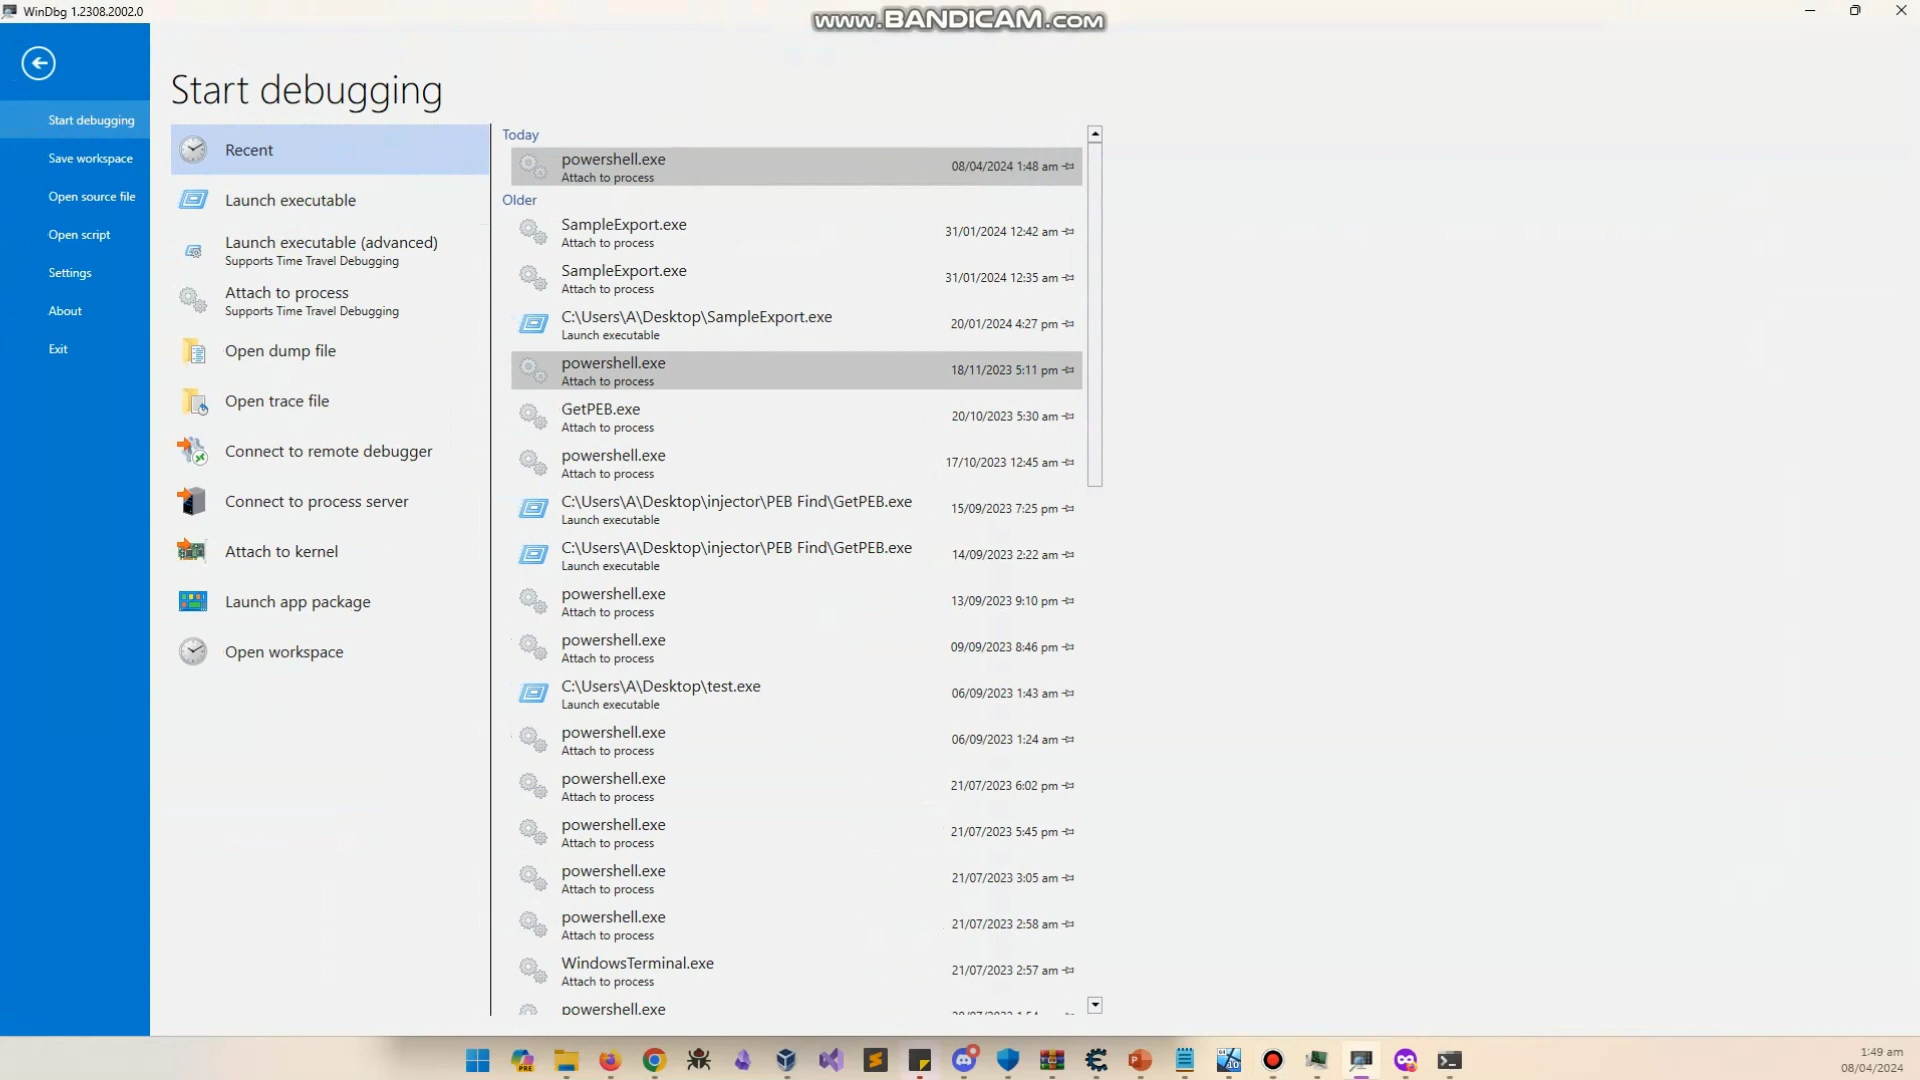 WinDbg 1.2308.2002.0
www.BANDICAM.com
Start debugging
Save workspace
Open source file
Open script
Settings
About
Exit
Start debugging
Recent
Launch executable
Launch executable (advanced)
Supports Time Travel Debugging
Attach to process
Supports Time Travel Debugging
Open dump file
Open trace file
Connect to remote debugger
Connect to process server
Attach to kernel
Launch app package
Open workspace
Today
powershell.exe 08/04/2024 1:48 am
Attach to process
Older
SampleExport.exe 31/01/2024 12:42 am
Attach to process
SampleExport.exe 31/01/2024 12:35 am
Attach to process
C:\Users\A\Desktop\SampleExport.exe 20/01/2024 4:27 pm
Launch executable
powershell.exe 18/11/2023 5:11 pm
Attach to process
GetPEB.exe 20/10/2023 5:30 am
Attach to process
powershell.exe 17/10/2023 12:45 am
Attach to process
C:\Users\A\Desktop\injector\PEB Find\GetPEB.exe 15/09/2023 7:25 pm
Launch executable
C:\Users\A\Desktop\injector\PEB Find\GetPEB.exe 14/09/2023 2:22 am
Launch executable
powershell.exe 13/09/2023 9:10 pm
Attach to process
powershell.exe 09/09/2023 8:46 pm
Attach to process
C:\Users\A\Desktop\test.exe 06/09/2023 1:43 am
Launch executable
powershell.exe 06/09/2023 1:24 am
Attach to process
powershell.exe 21/07/2023 6:02 pm
Attach to process
powershell.exe 21/07/2023 5:45 pm
Attach to process
powershell.exe 21/07/2023 3:05 am
Attach to process
powershell.exe 21/07/2023 2:58 am
Attach to process
WindowsTerminal.exe 21/07/2023 2:57 am
Attach to process
powershell.exe
PRE
1:49 am
08/04/2024